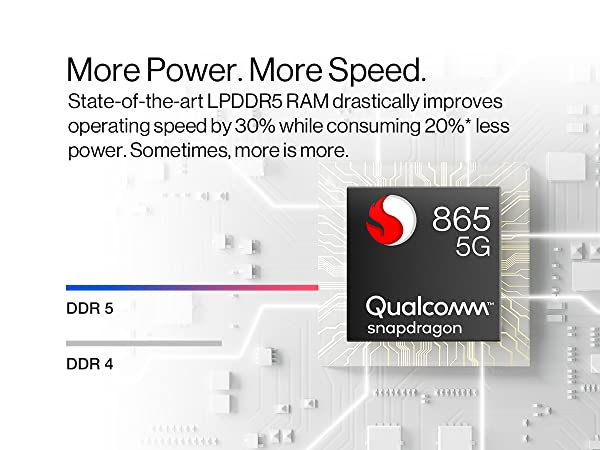 More Power. More Speed.
State-of-the-art LPDDR5 RAM drastically improves
operating speed by 30% while consuming 20%* less
power. Sometimes, more is more.
865
5G
DDR 5
Qualcomm™
snapdragon
DDR 4